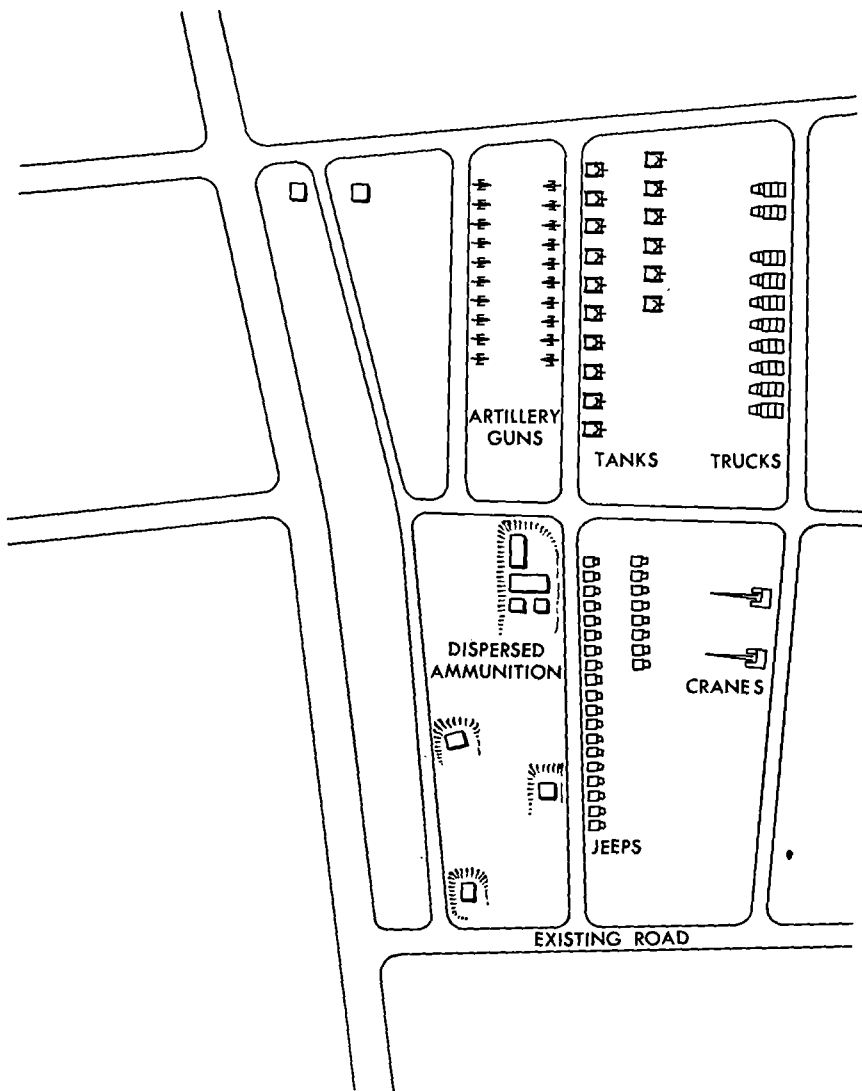 ARTILLERY
GUNS
TANKS
TRUCKS
DISPERSED
AMMUNITION
CRANES
JEEPS
EXISTING ROAD